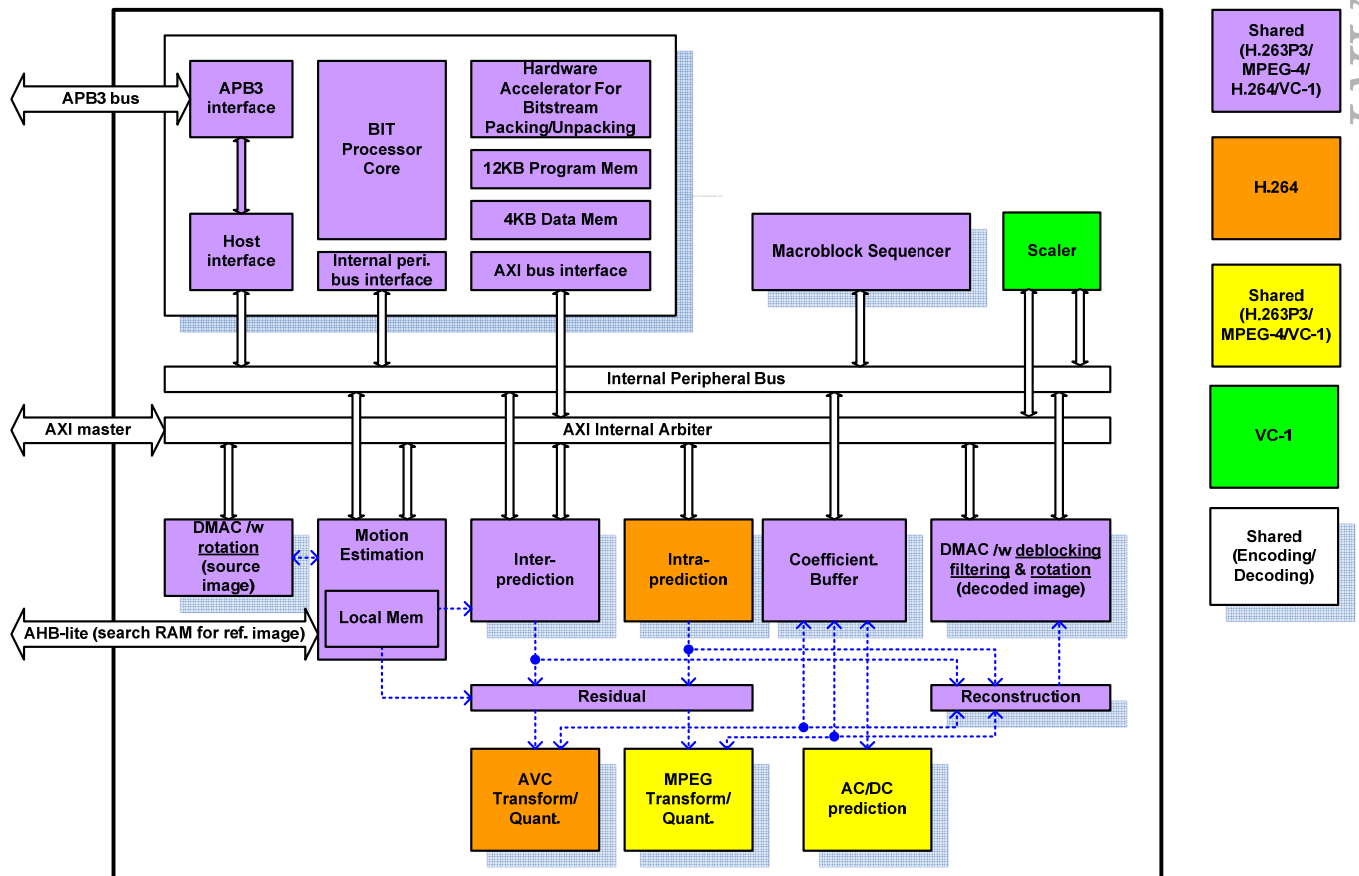 APB3 bus
APB3
interface
BIT
Processor
Core
Hardware
Accelerator For
Bitstream
Packing/Unpacking
12KB Program Mem
4KB Data Mem
Host
interface
Internal peri.
bus interface
AXI bus interface
Macroblock Sequencer
Scaler
Internal Peripheral Bus
AXI master
AXI Internal Arbiter
DMAC /w
rotation
(source
image)
Motion
Estimation
Local Mem
Inter-
prediction
Intra-
prediction
Coefficient.
Buffer
DMAC /w deblocking
filtering & rotation
(decoded image)
AHB-lite (search RAM for ref. image)
Residual
Reconstruction
AVC
Transform/
Quant.
MPEG
Transform/
Quant.
AC/DC
prediction
Shared
(H.263P3/
MPEG-4/
H.264/VC-1)
H.264
Shared
(H.263P3/
MPEG-4/VC-1)
VC-1
Shared
(Encoding/
Decoding)